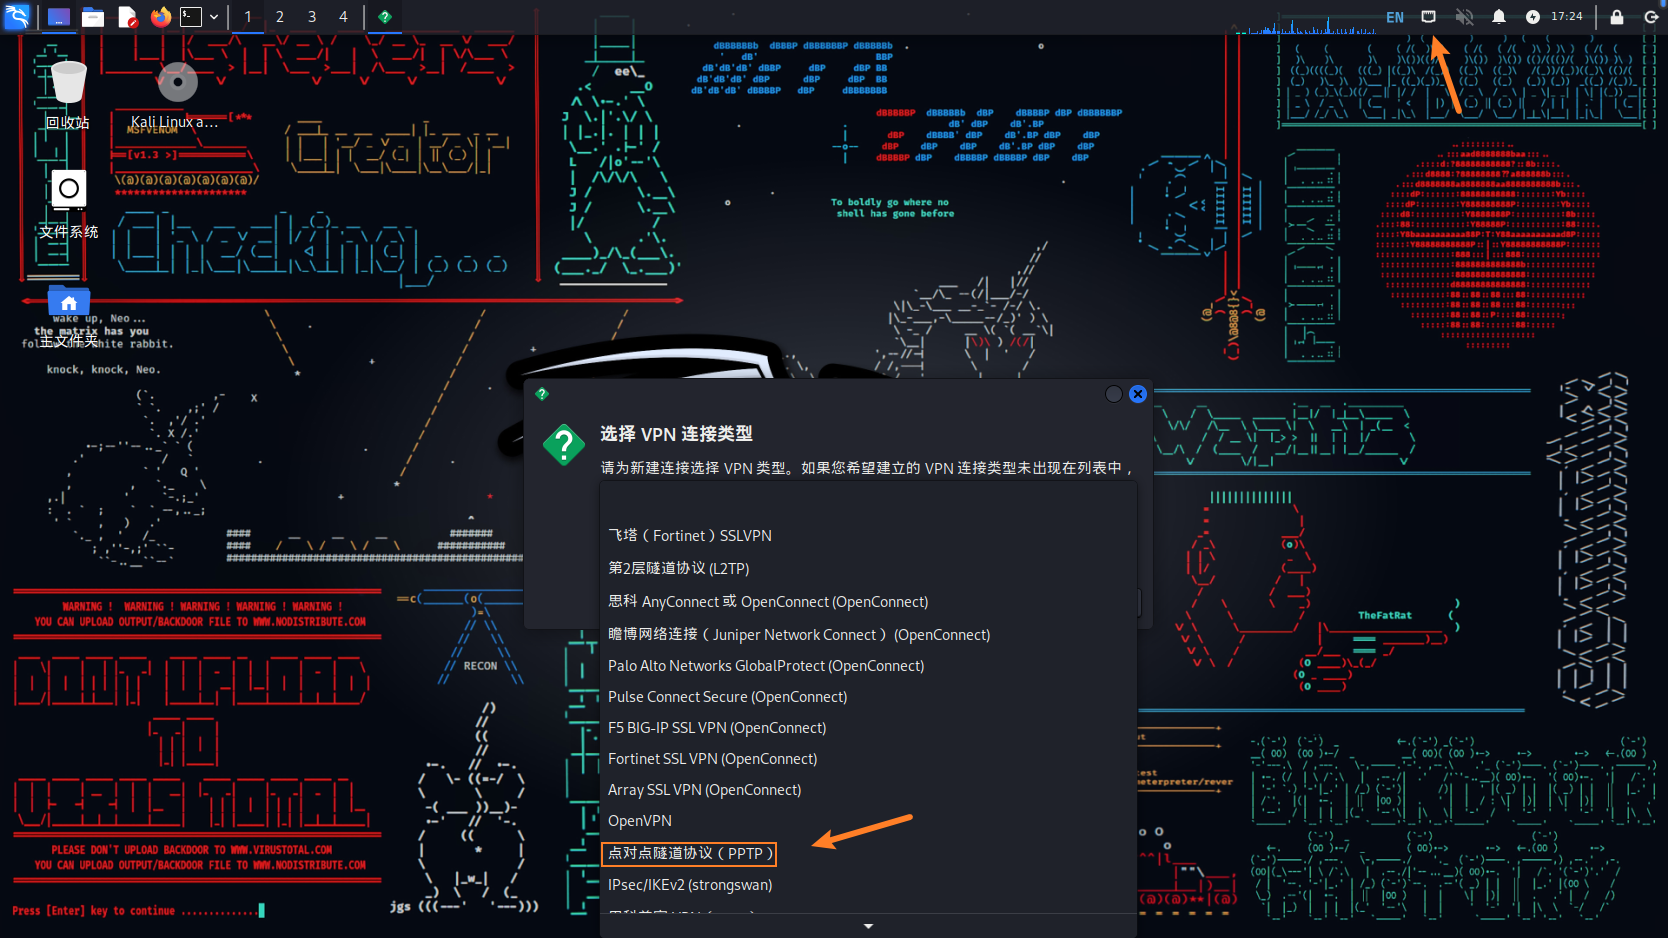 1 2 3 4
EN
17:24
回收站
Kali Linux a...
文件系统
主文件夹
MSFVENOM
[v1.3 >]
Checking...
To boldly go where no
shell has gone before
wake up, Neo...
the matrix has you
follow the white rabbit.
knock, knock, Neo.
选择 VPN 连接类型
请为新建连接选择 VPN 类型。如果您希望建立的 VPN 连接类型未出现在列表中，
飞塔（Fortinet）SSLVPN
第2层隧道协议 (L2TP)
思科 AnyConnect 或 OpenConnect (OpenConnect)
瞻博网络连接（Juniper Network Connect）(OpenConnect)
Palo Alto Networks GlobalProtect (OpenConnect)
Pulse Connect Secure (OpenConnect)
F5 BIG-IP SSL VPN (OpenConnect)
Fortinet SSL VPN (OpenConnect)
Array SSL VPN (OpenConnect)
OpenVPN
点对点隧道协议（PPTP）
IPsec/IKEv2 (strongswan)
WARNING ! WARNING ! WARNING ! WARNING ! WARNING !
YOU CAN UPLOAD OUTPUT/BACKDOOR FILE TO WWW.NODISTRIBUTE.COM
PLEASE DON'T UPLOAD BACKDOOR TO WWW.VIRUSTOTAL.COM
YOU CAN UPLOAD OUTPUT/BACKDOOR FILE TO WWW.NODISTRIBUTE.COM
Press [Enter] key to continue ..............
RECON
jgs
TheFatRat